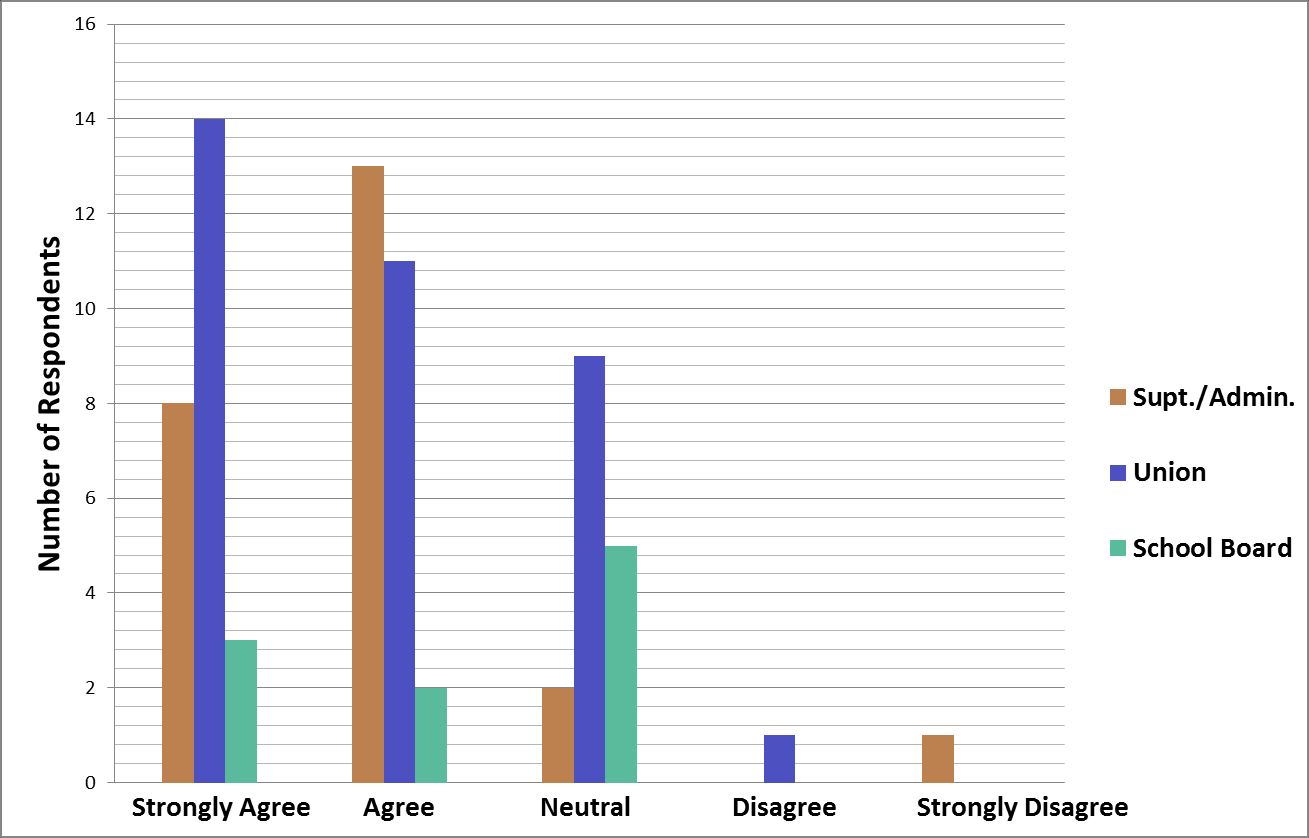 16
14
12
10
8
6
4
2
0
Number of Respondents
Strongly Agree
Agree
Neutral
Disagree
Strongly Disagree
Supt./Admin.
Union
School Board